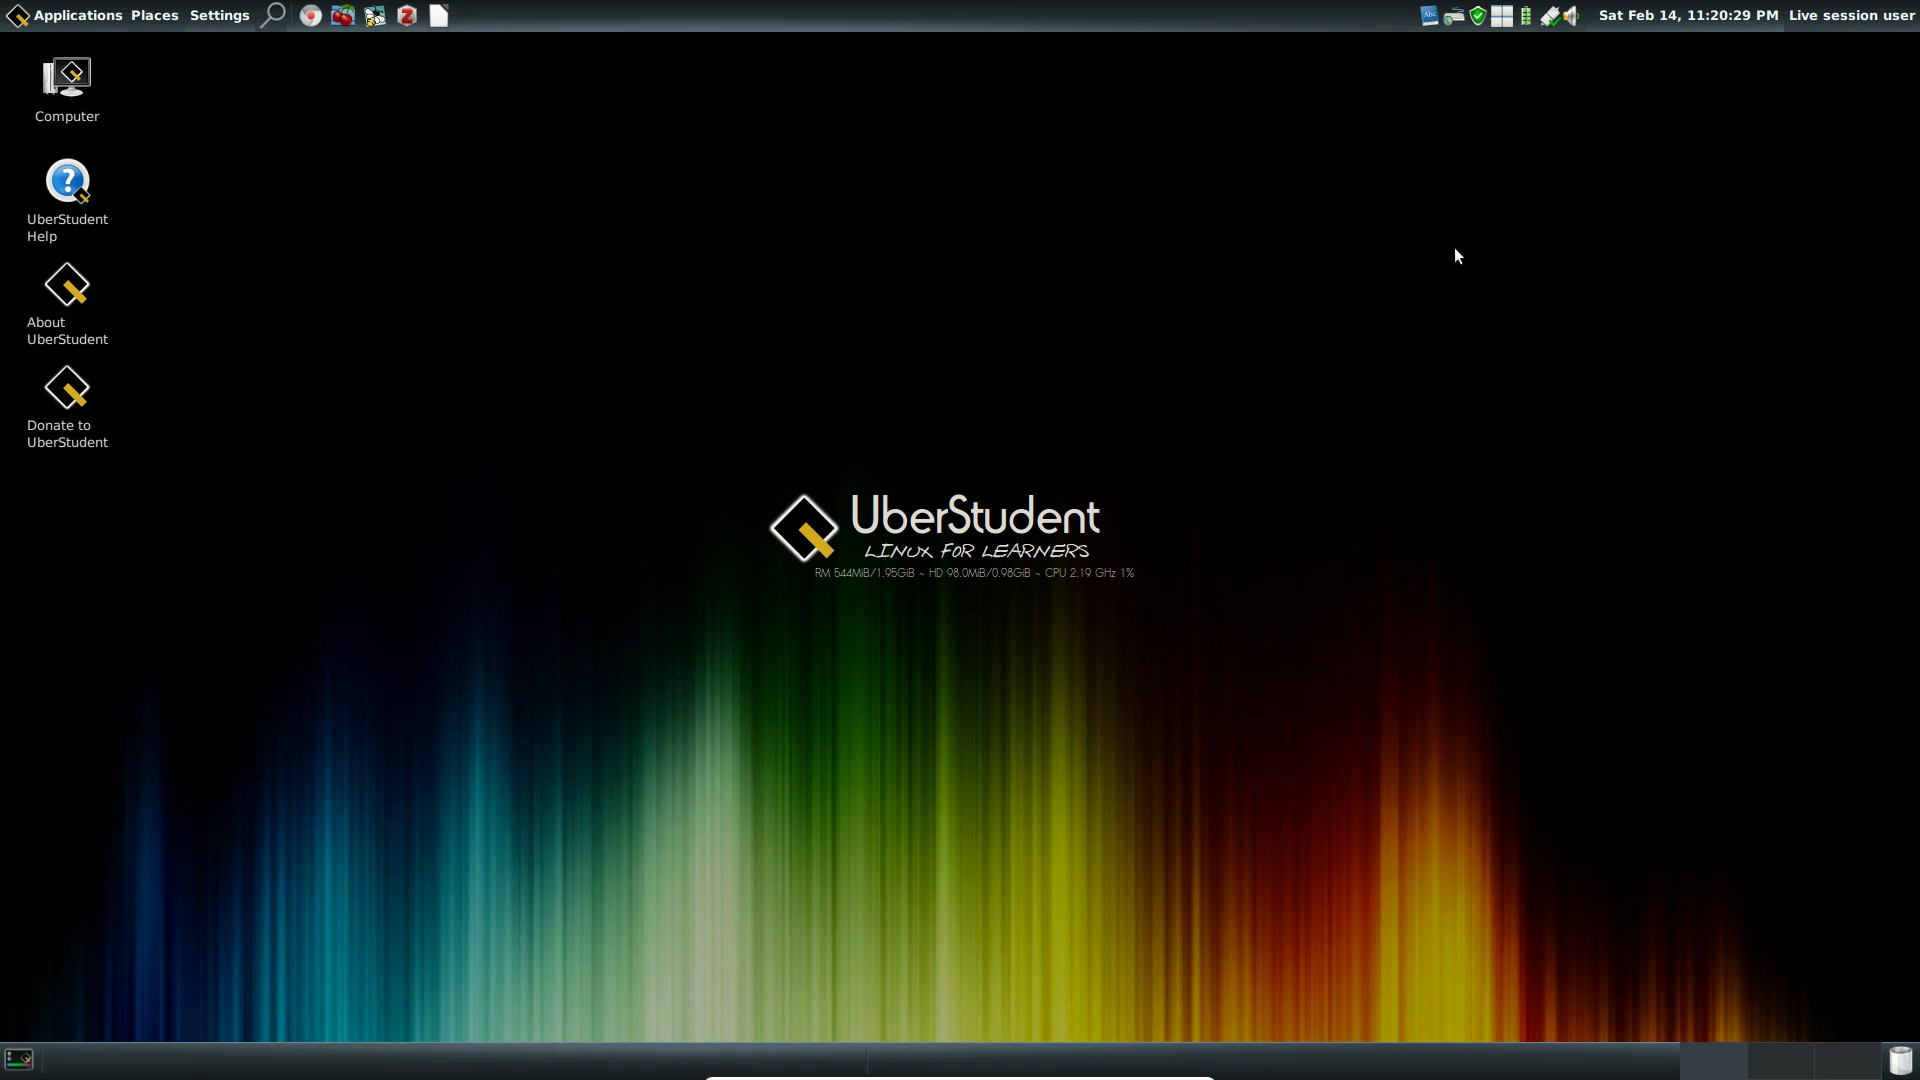 Applications Places Settings
Sat Feb 14, 11:20:29 PM Live session user
Computer
UberStudent
Help
About
UberStudent
Donate to
UberStudent
UberStudent
LINUX FOR LEARNERS
RM 544MiB/1.95GiB ~ HD 98.0MiB/0.98GiB ~ CPU 2.19 GHz 1%